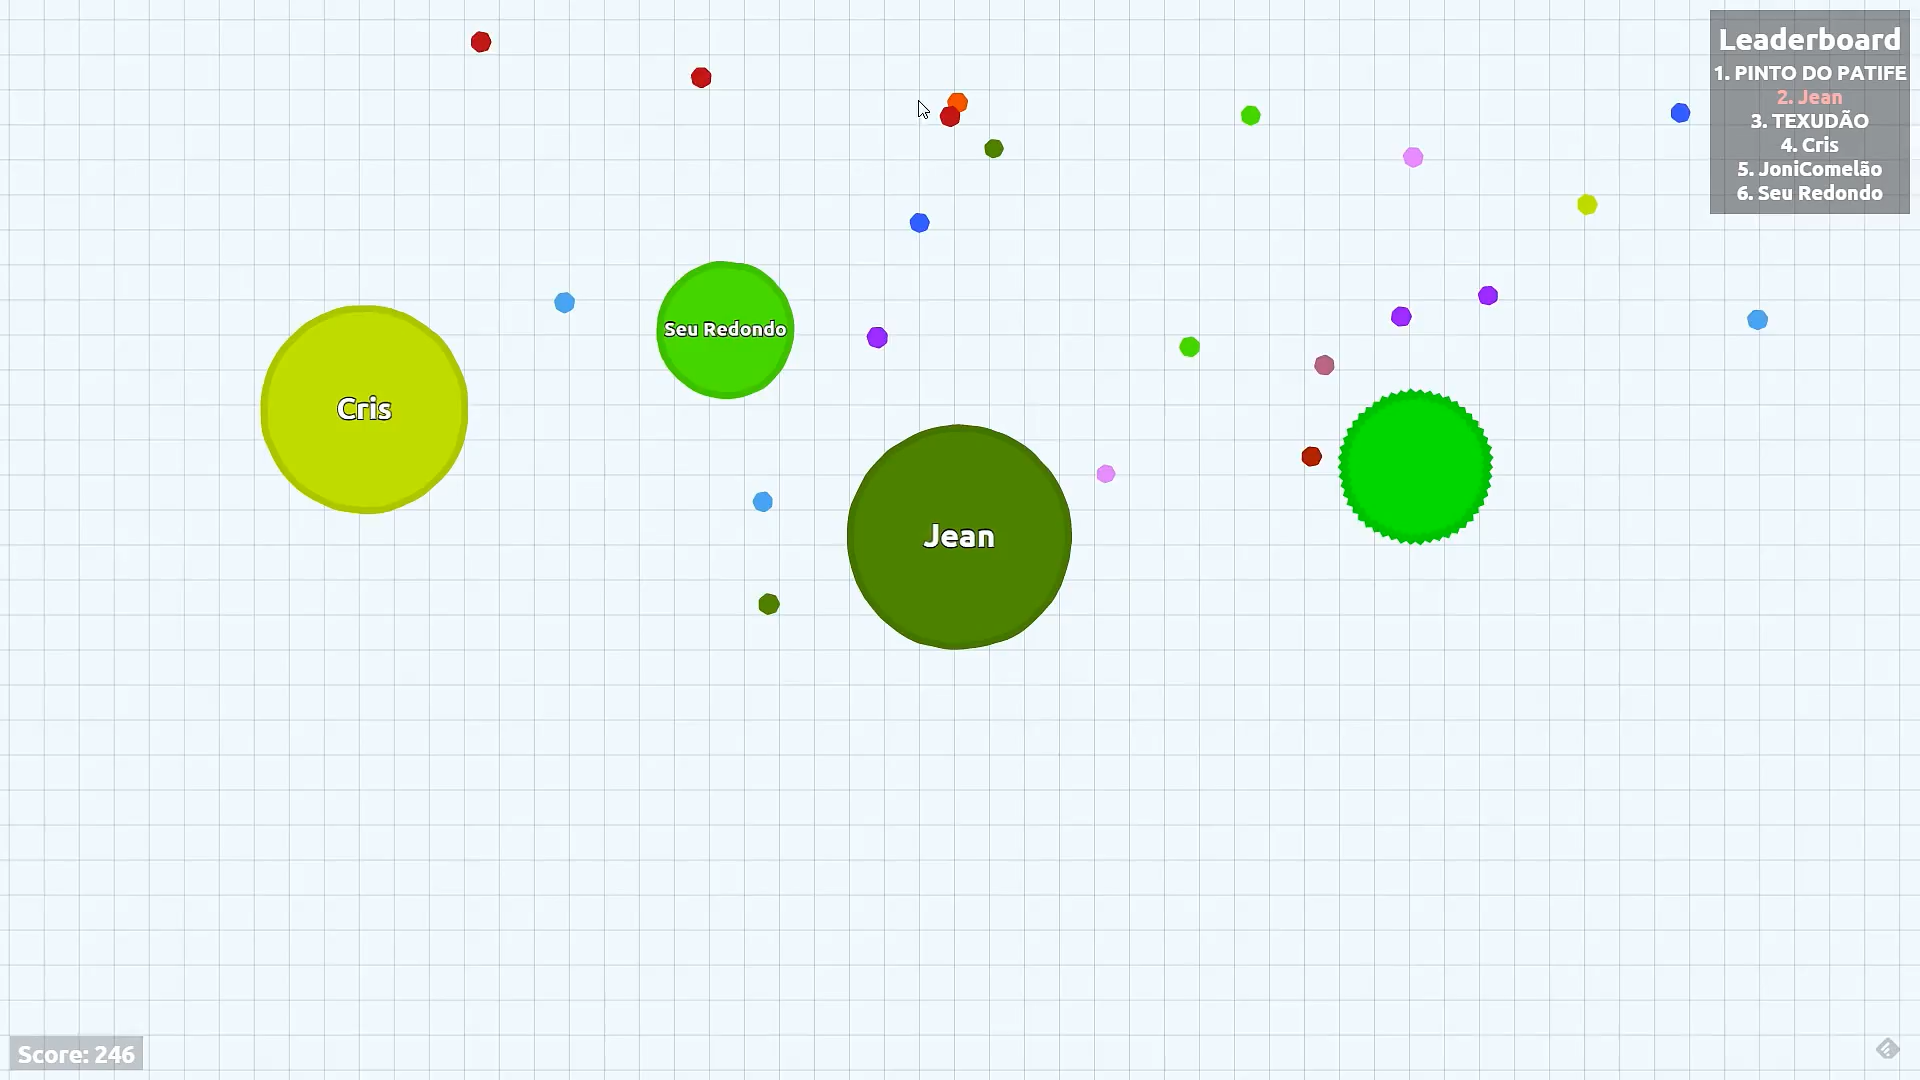 Leaderboard
1. PINTO DO PATIFE
2. Jean
3. TEXUDÃO
4. Cris
5. JoniComelão
6. Seu Redondo
Seu Redondo
Cris
Jean
Score: 246